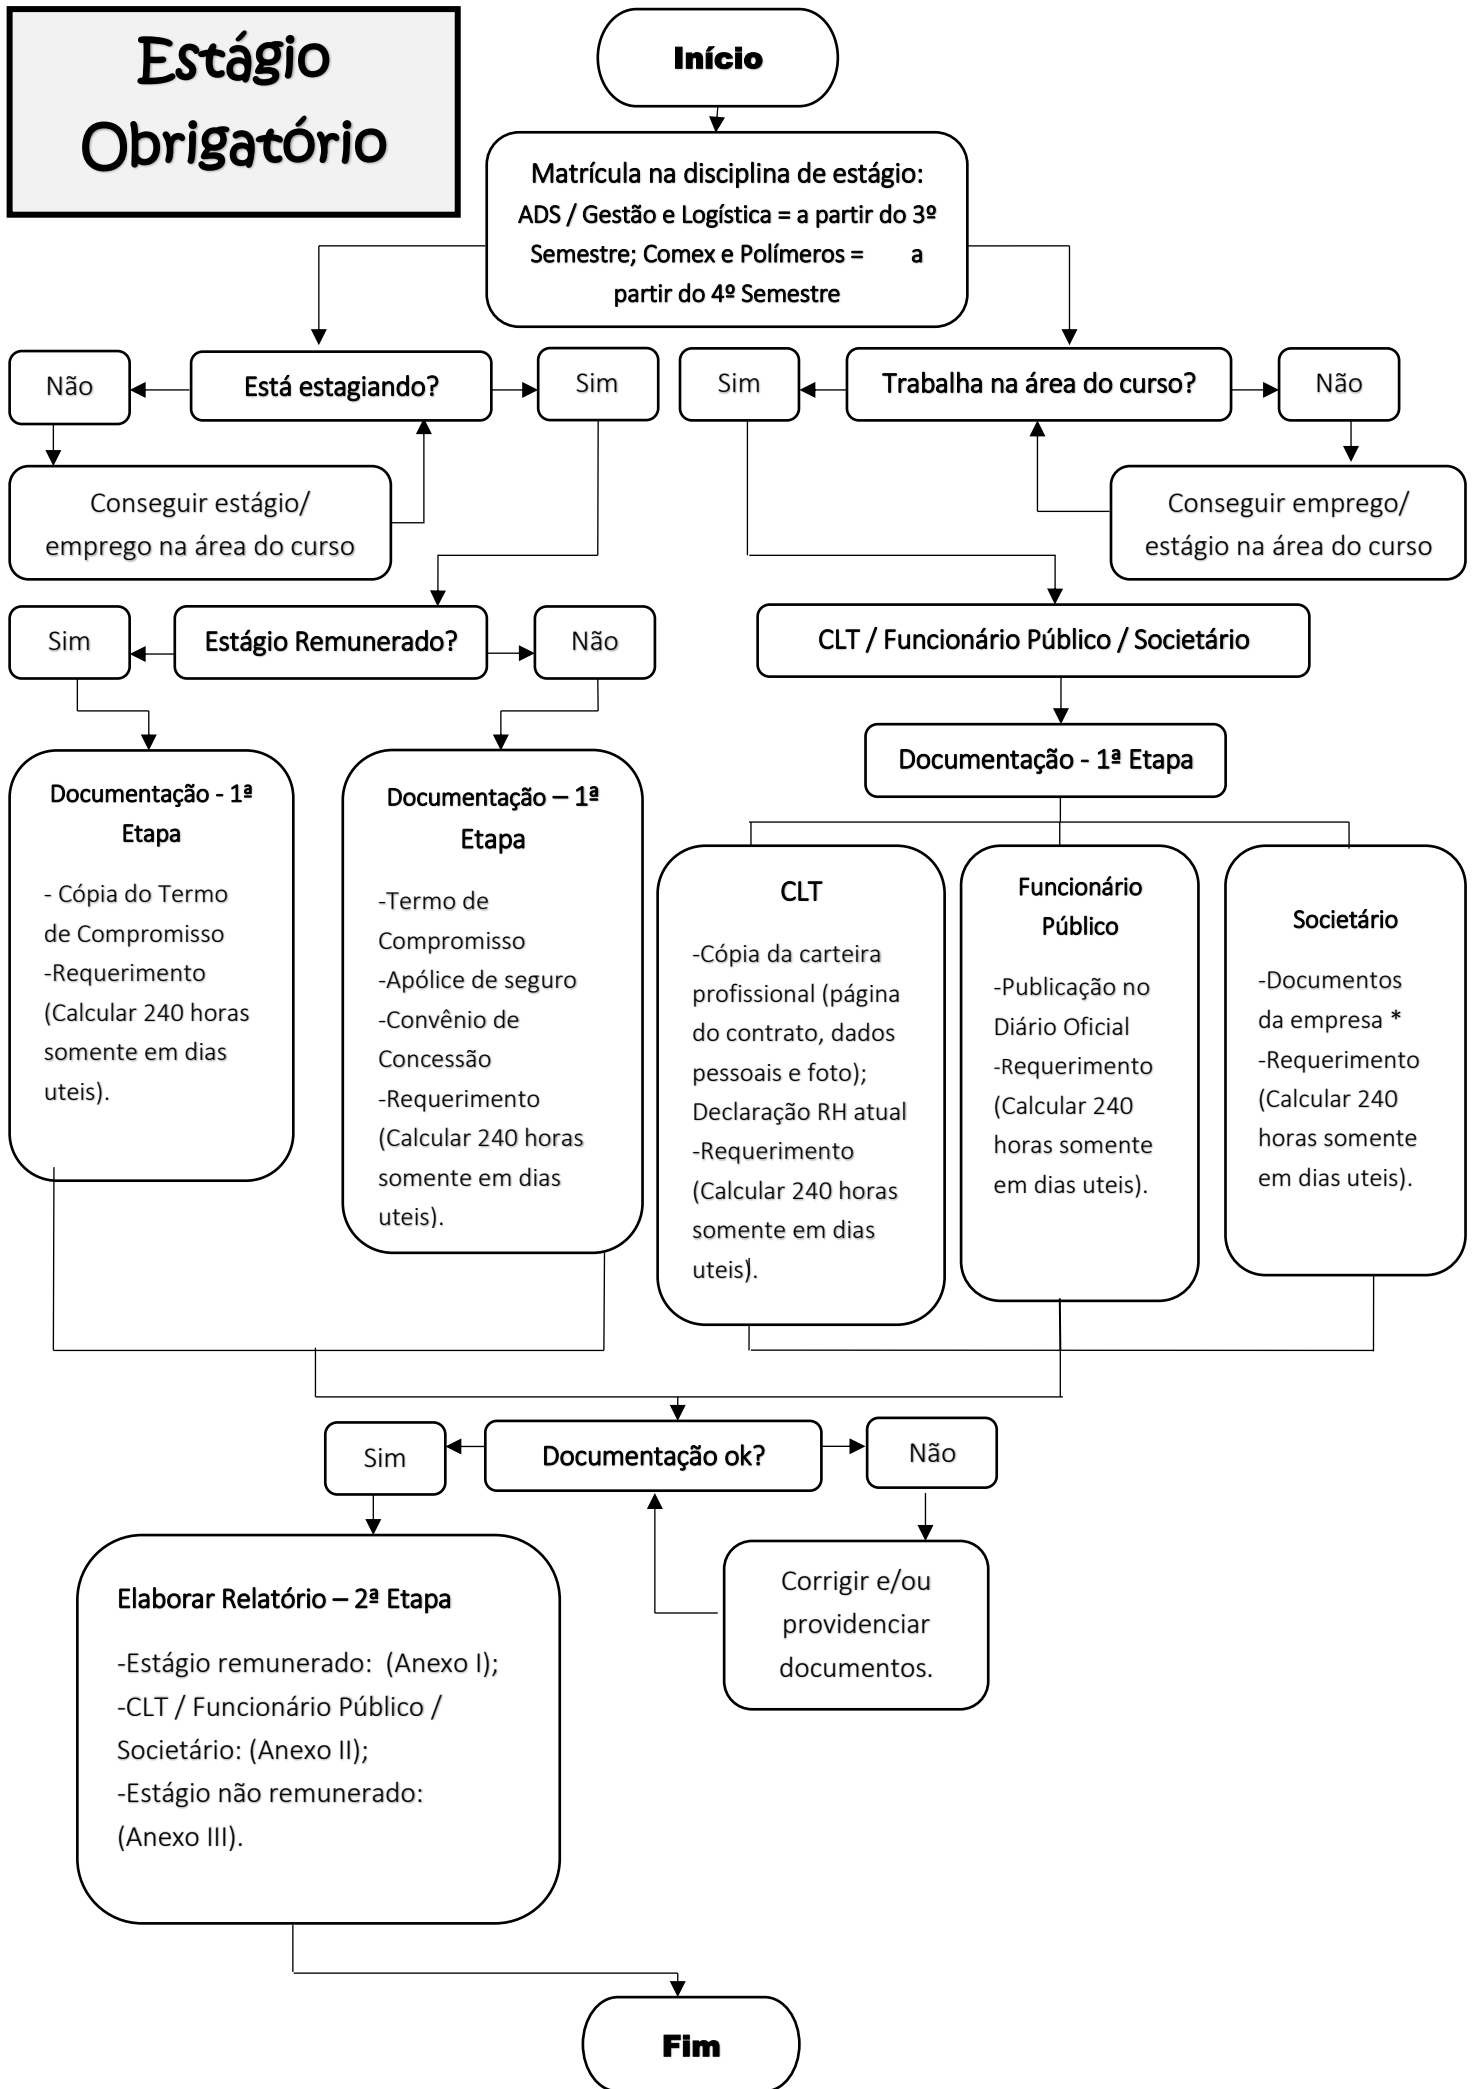 Estágio
Obrigatório
Início
Matrícula na disciplina de estágio:
ADS / Gestão e Logística = a partir do 3º
Semestre; Comex e Polímeros = a
partir do 4º Semestre
Não
Está estagiando?
Sim
Sim
Trabalha na área do curso?
Não
Conseguir estágio/
emprego na área do curso
Conseguir emprego/
estágio na área do curso
Sim
Estágio Remunerado?
Não
CLT / Funcionário Público / Societário
Documentação - 1ª Etapa
Documentação - 1ª
Etapa
- Cópia do Termo
de Compromisso
-Requerimento
(Calcular 240 horas
somente em dias
uteis).
Documentação – 1ª
Etapa
-Termo de
Compromisso
-Apólice de seguro
-Convênio de
Concessão
-Requerimento
(Calcular 240 horas
somente em dias
uteis).
CLT
-Cópia da carteira
profissional (página
do contrato, dados
pessoais e foto);
Declaração RH atual
-Requerimento
(Calcular 240 horas
somente em dias
uteis).
Funcionário
Público
-Publicação no
Diário Oficial
-Requerimento
(Calcular 240
horas somente
em dias uteis).
Societário
-Documentos
da empresa *
-Requerimento
(Calcular 240
horas somente
em dias uteis).
Sim
Documentação ok?
Não
Corrigir e/ou
providenciar
documentos.
Elaborar Relatório – 2ª Etapa
-Estágio remunerado: (Anexo I);
-CLT / Funcionário Público /
Societário: (Anexo II);
-Estágio não remunerado:
(Anexo III).
Fim